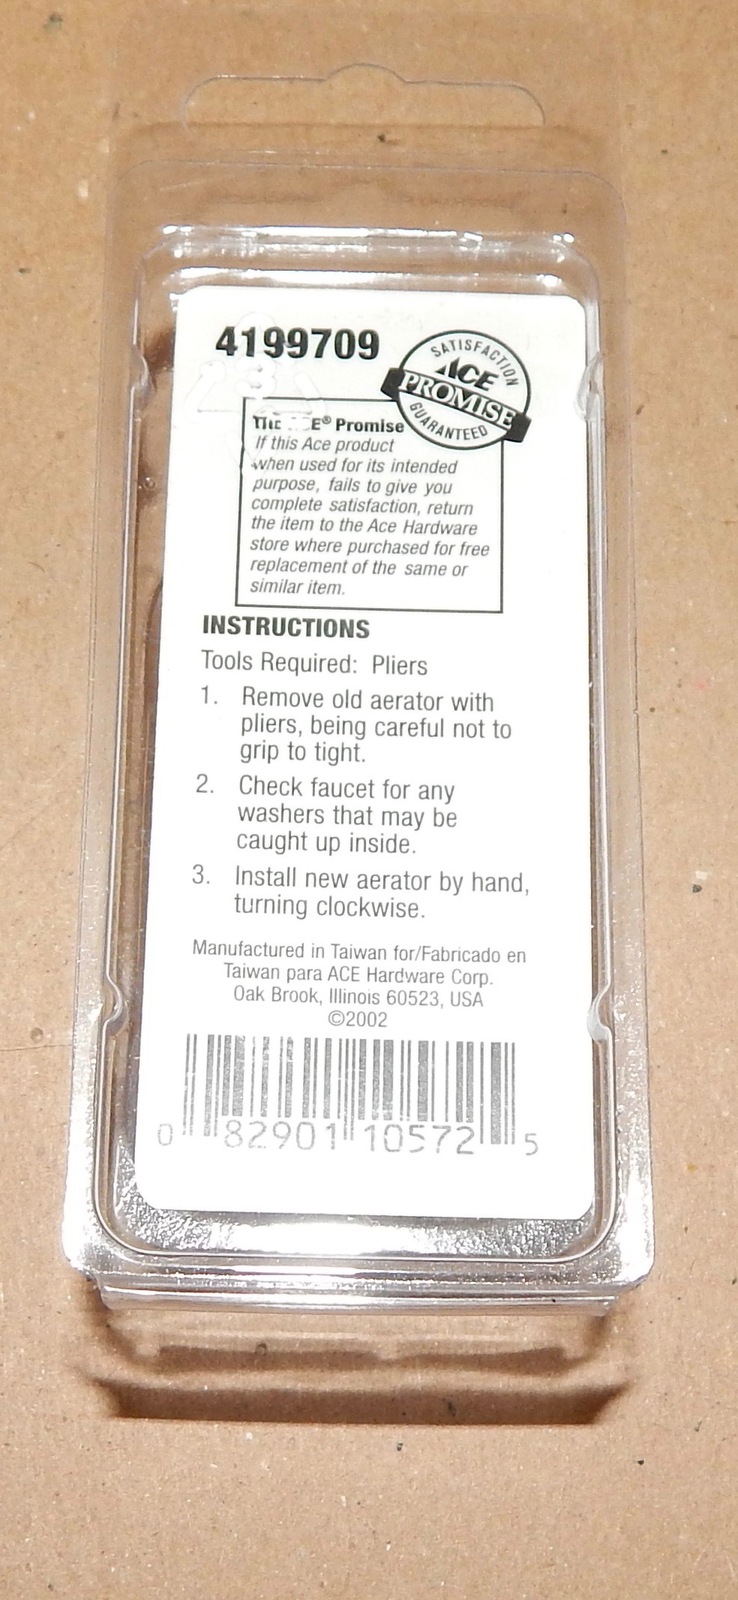 4199709
SATISFACTION
ACE
PROMISE
GUARANTEED
THE ACE® Promise
If this Ace product
when used for its intended
purpose, fails to give you
complete satisfaction, return
the item to the Ace Hardware
store where purchased for free
replacement of the same or
similar item.
INSTRUCTIONS
Tools Required: Pliers
1. Remove old aerator with
pliers, being careful not to
grip to tight.
2. Check faucet for any
washers that may be
caught up inside.
3. Install new aerator by hand,
turning clockwise.
Manufactured in Taiwan for/Fabricado en
Taiwan para ACE Hardware Corp.
Oak Brook, Illinois 60523, USA
©2002
0 82901 10572 5